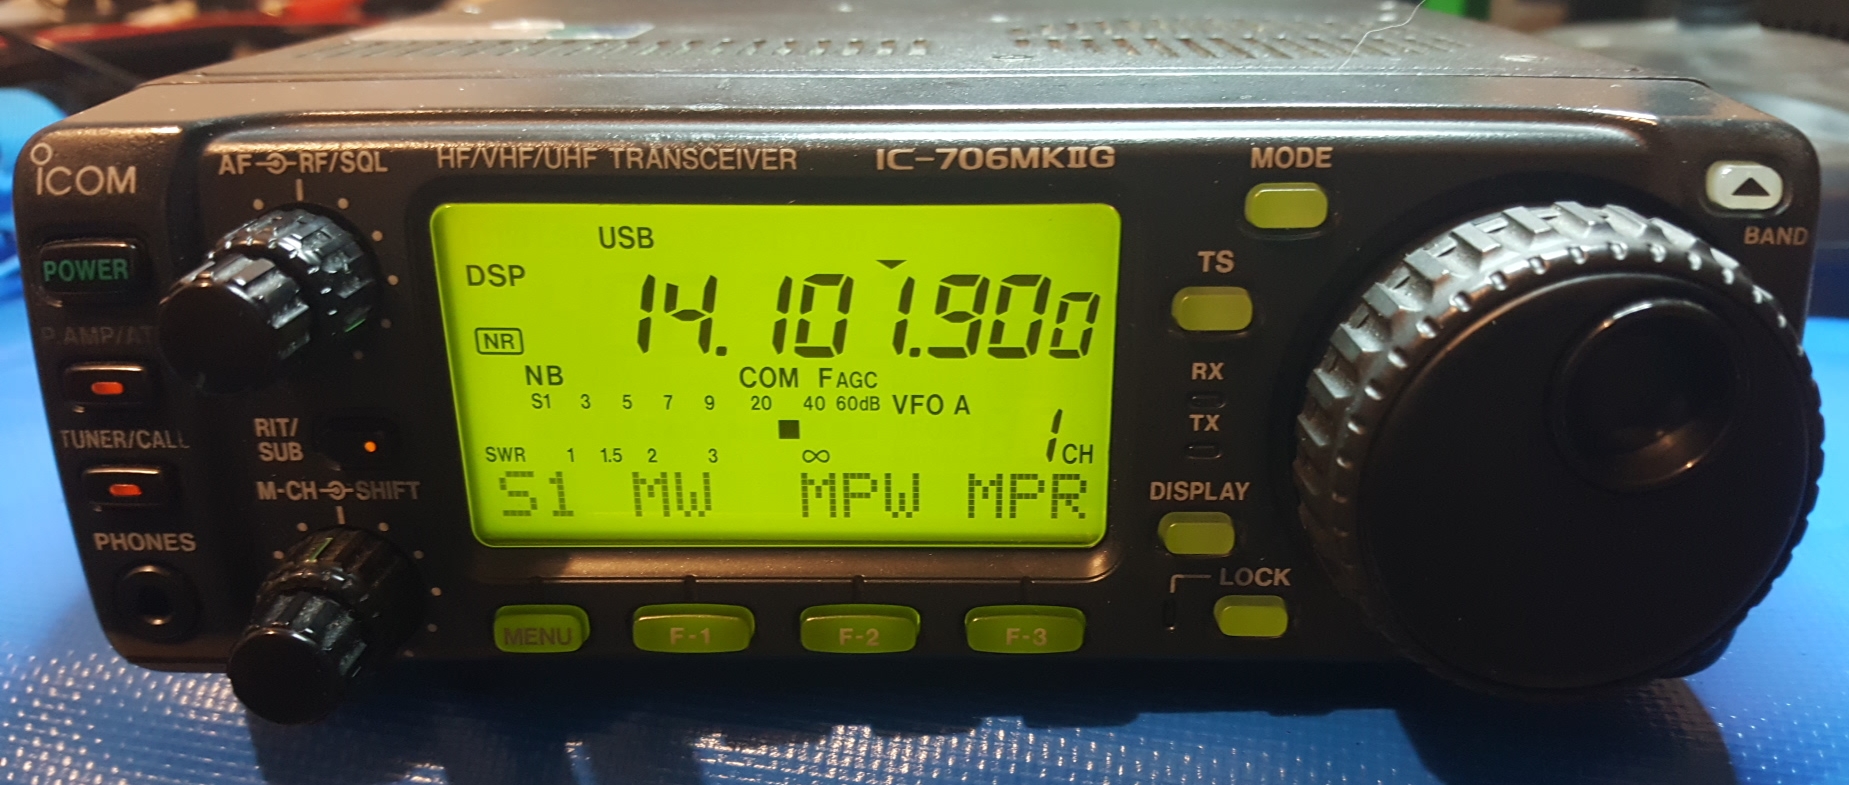 ICOM
AF RF/SQL
HF/VHF/UHF TRANSCEIVER IC-706MKIIG
MODE
BAND
POWER
P.AMP/AT
TUNER/CALL
PHONES
RIT/
SUB
M-CH SHIFT
USB
DSP
14.101.900
NR
NB COM FAGC
S1 3 5 7 9 20 40 60dB VFO A
1CH
SWR 1 1.5 2 3 ∞
S1 MW MPW MPR
MENU F-1 F-2 F-3
TS
RX
TX
DISPLAY
LOCK